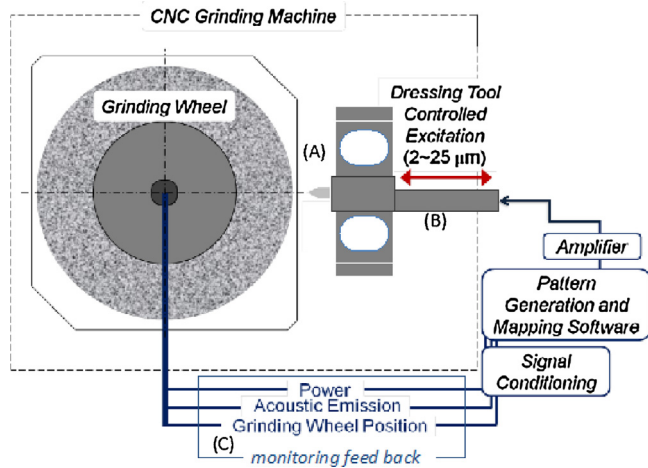 CNC Grinding Machine
Grinding Wheel
(A)
Dressing Tool
Controlled
Excitation
(2~25 μm)
(B)
Amplifier
Pattern
Generation and
Mapping Software
Signal
Conditioning
Power
Acoustic Emission
Grinding Wheel Position
(C)
monitoring feed back